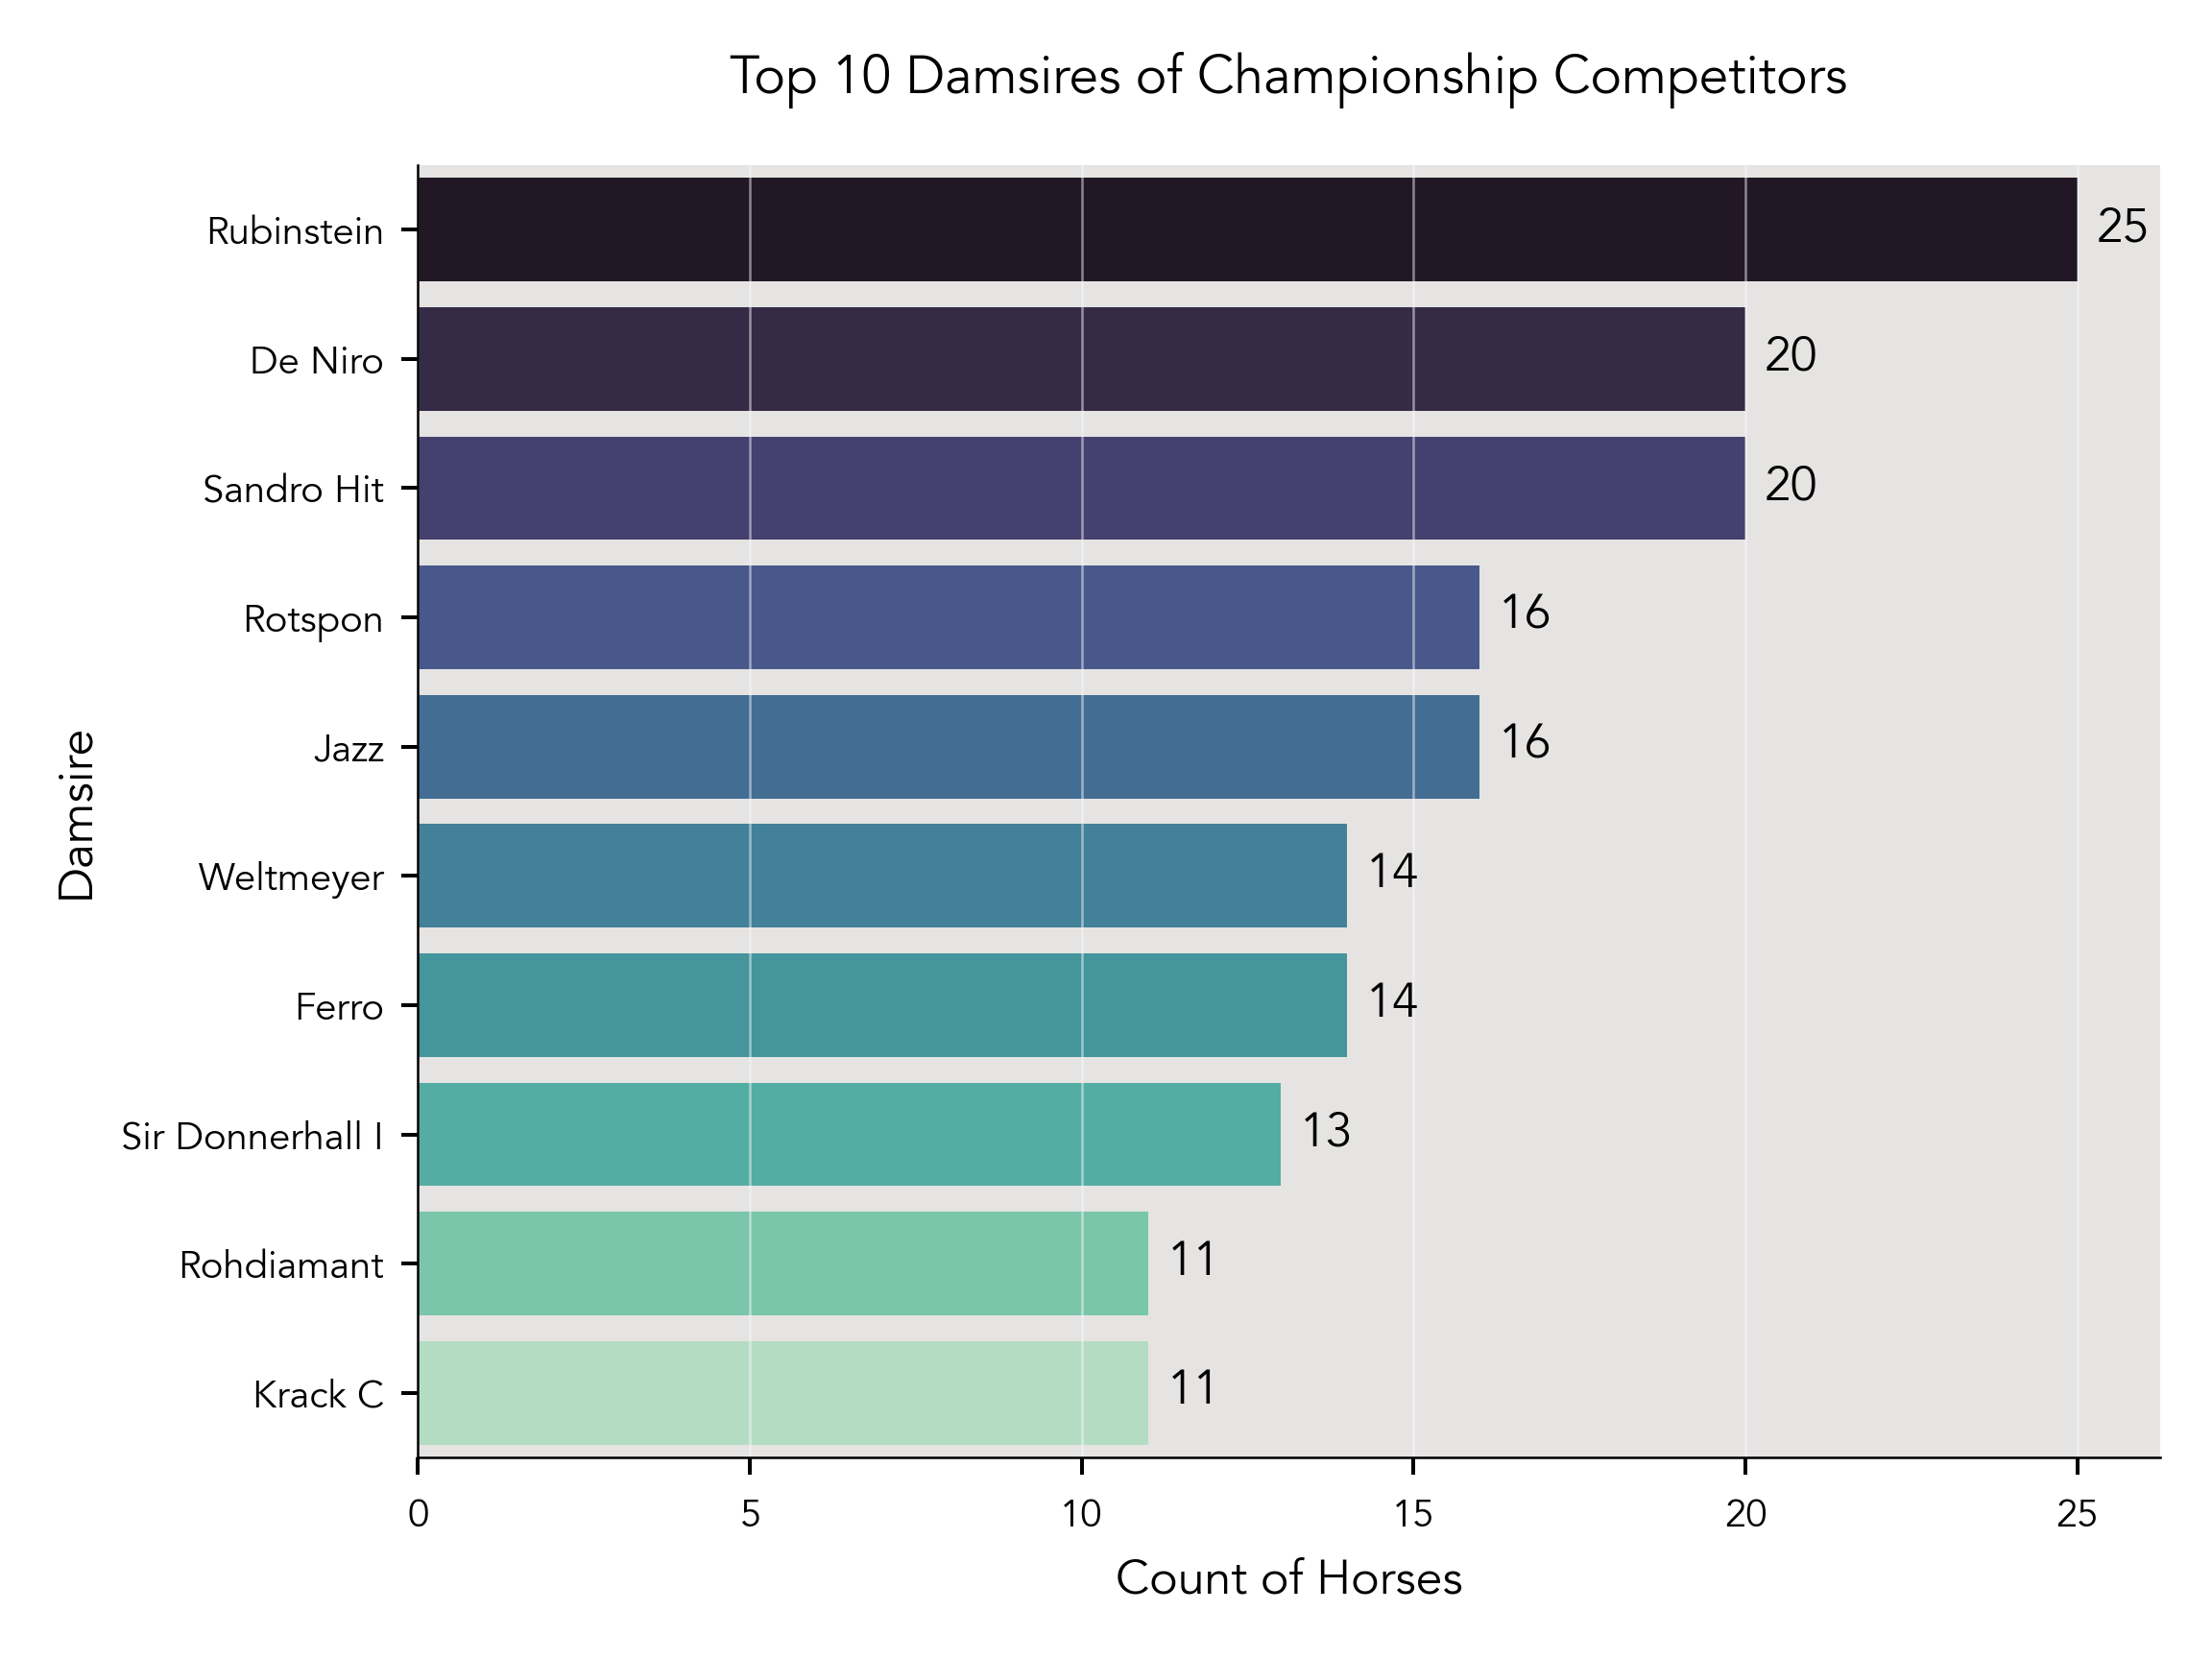 Top 10 Damsires of Championship Competitors
Damsire
Rubinstein 25
De Niro 20
Sandro Hit 20
Rotspon 16
Jazz 16
Weltmeyer 14
Ferro 14
Sir Donnerhall I 13
Rohdiamant 11
Krack C 11
0 5 10 15 20 25
Count of Horses